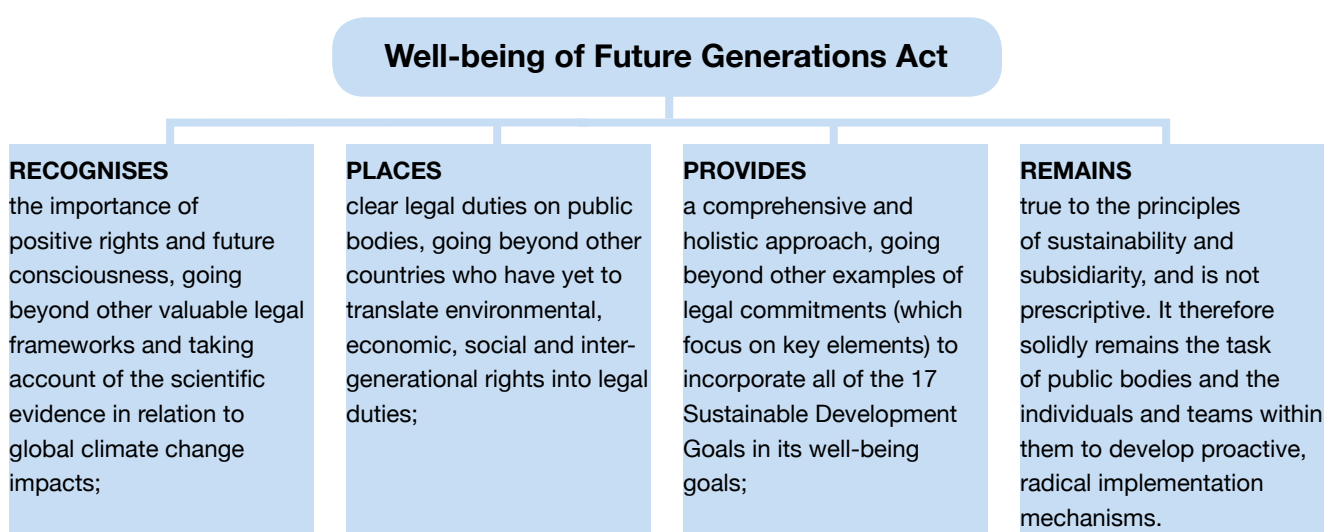 Well-being of Future Generations Act
RECOGNISES
the importance of
positive rights and future
consciousness, going
beyond other valuable legal
frameworks and taking
account of the scientific
evidence in relation to
global climate change
impacts;
PLACES
clear legal duties on public
bodies, going beyond other
countries who have yet to
translate environmental,
economic, social and inter-
generational rights into legal
duties;
PROVIDES
a comprehensive and
holistic approach, going
beyond other examples of
legal commitments (which
focus on key elements) to
incorporate all of the 17
Sustainable Development
Goals in its well-being
goals;
REMAINS
true to the principles
of sustainability and
subsidiarity, and is not
prescriptive. It therefore
solidly remains the task
of public bodies and the
individuals and teams within
them to develop proactive,
radical implementation
mechanisms.